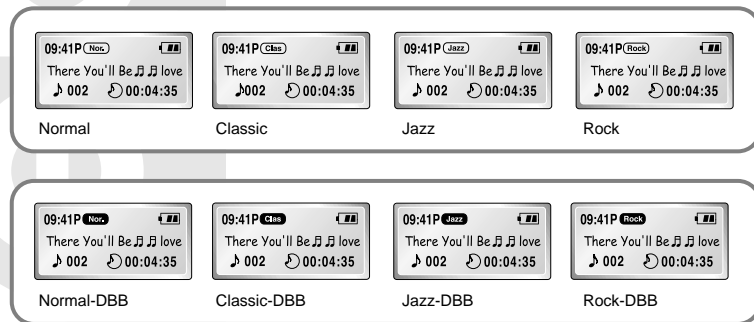 09:41P Nor. 09:41P Clas 09:41P Jazz 09:41P Rock
There You'll Be♫♫love There You'll Be♫♫love There You'll Be♫♫love There You'll Be♫♫love
♪ 002 00:04:35 ♪002 00:04:35 ♪ 002 00:04:35 ♪ 002 00:04:35
Normal Classic Jazz Rock
09:41P Nor. 09:41P Clas 09:41P Jazz 09:41P Rock
There You'll Be♫♫love There You'll Be♫♫love There You'll Be♫♫love There You'll Be♫♫love
♪ 002 00:04:35 ♪ 002 00:04:35 ♪ 002 00:04:35 ♪ 002 00:04:35
Normal-DBB Classic-DBB Jazz-DBB Rock-DBB